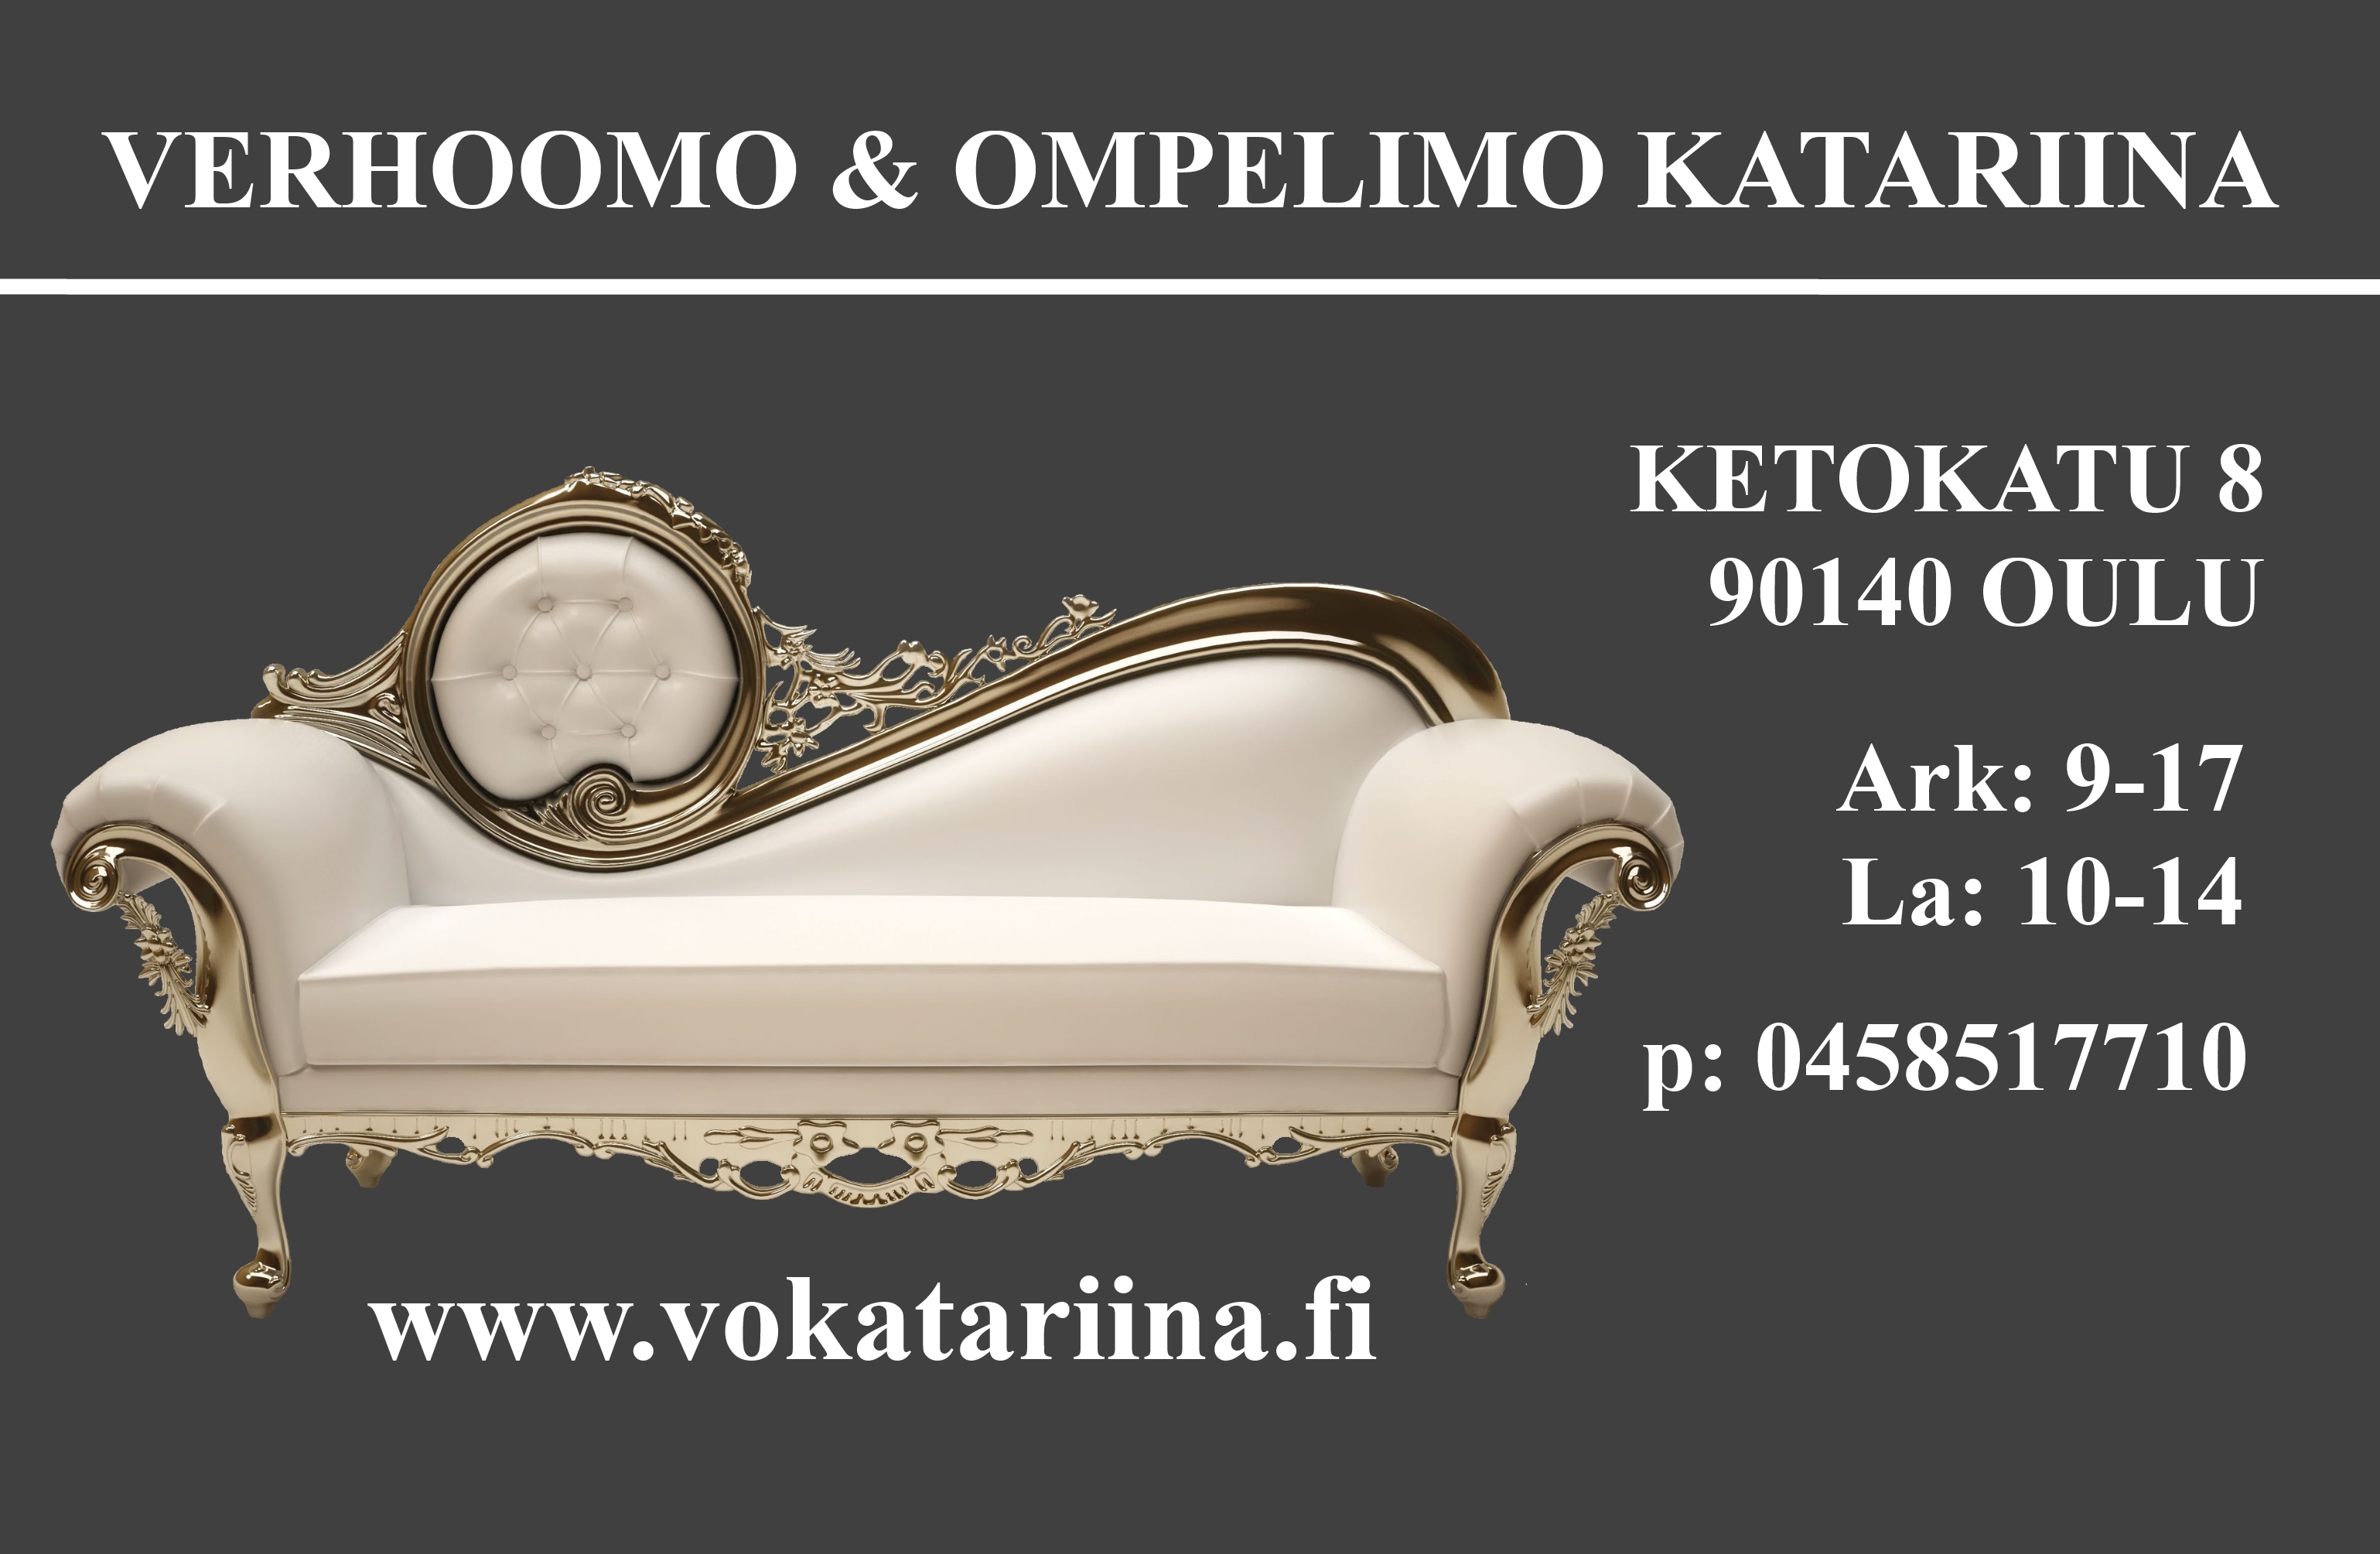 VERHOOMO & OMPELIMO KATARIINA
KETOKATU 8
90140 OULU
Ark: 9-17
La: 10-14
p: 0458517710
www.vokatariina.fi